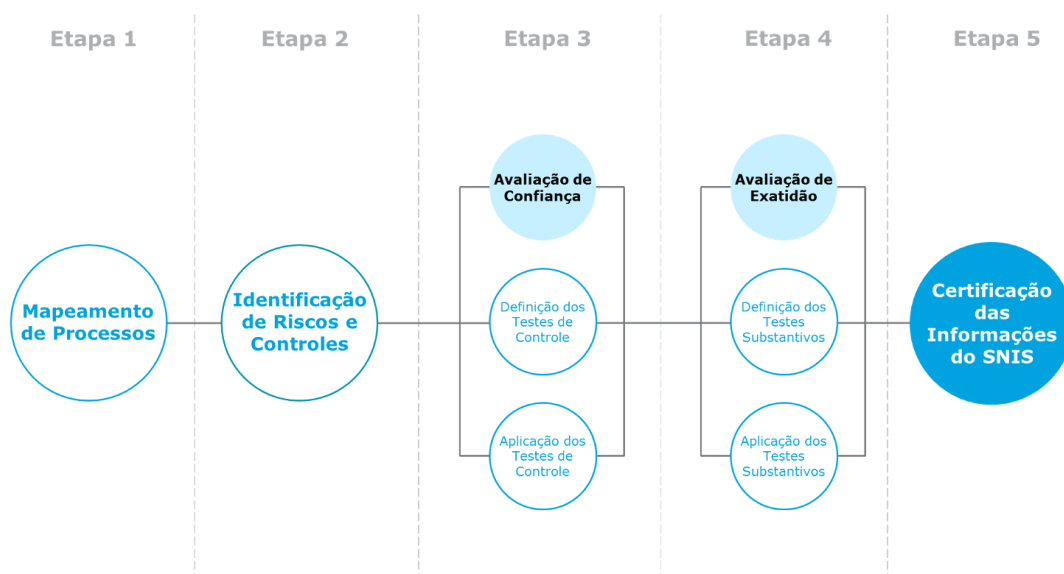 Etapa 1
Etapa 2
Etapa 3
Etapa 4
Etapa 5
Mapeamento
de Processos
Identificação
de Riscos e
Controles
Avaliação de
Confiança
Definição dos
Testes de
Controle
Aplicação dos
Testes de
Controle
Avaliação de
Exatidão
Definição dos
Testes
Substantivos
Aplicação dos
Testes
Substantivos
Certificação
das
Informações
do SNIS